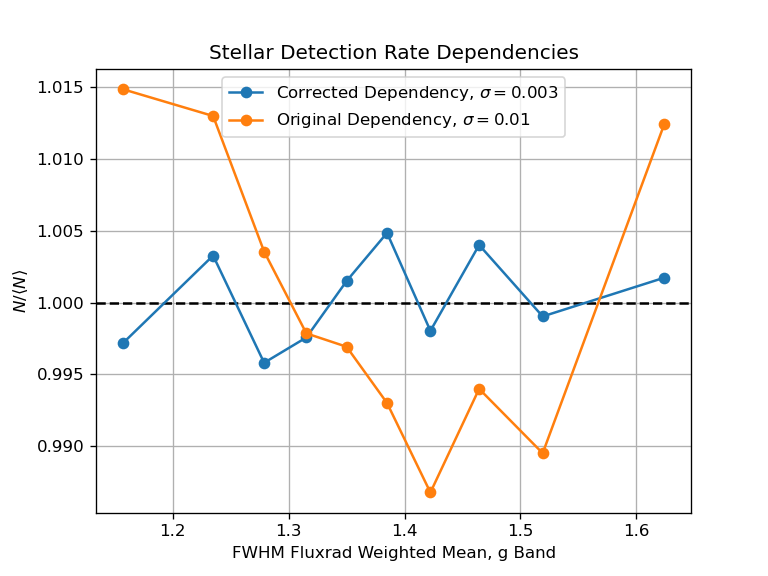 Stellar Detection Rate Dependencies
Corrected Dependency, σ = 0.003
Original Dependency, σ = 0.01
1.015
1.010
1.005
1.000
0.995
0.990
N/⟨N⟩
1.2 1.3 1.4 1.5 1.6
FWHM Fluxrad Weighted Mean, g Band